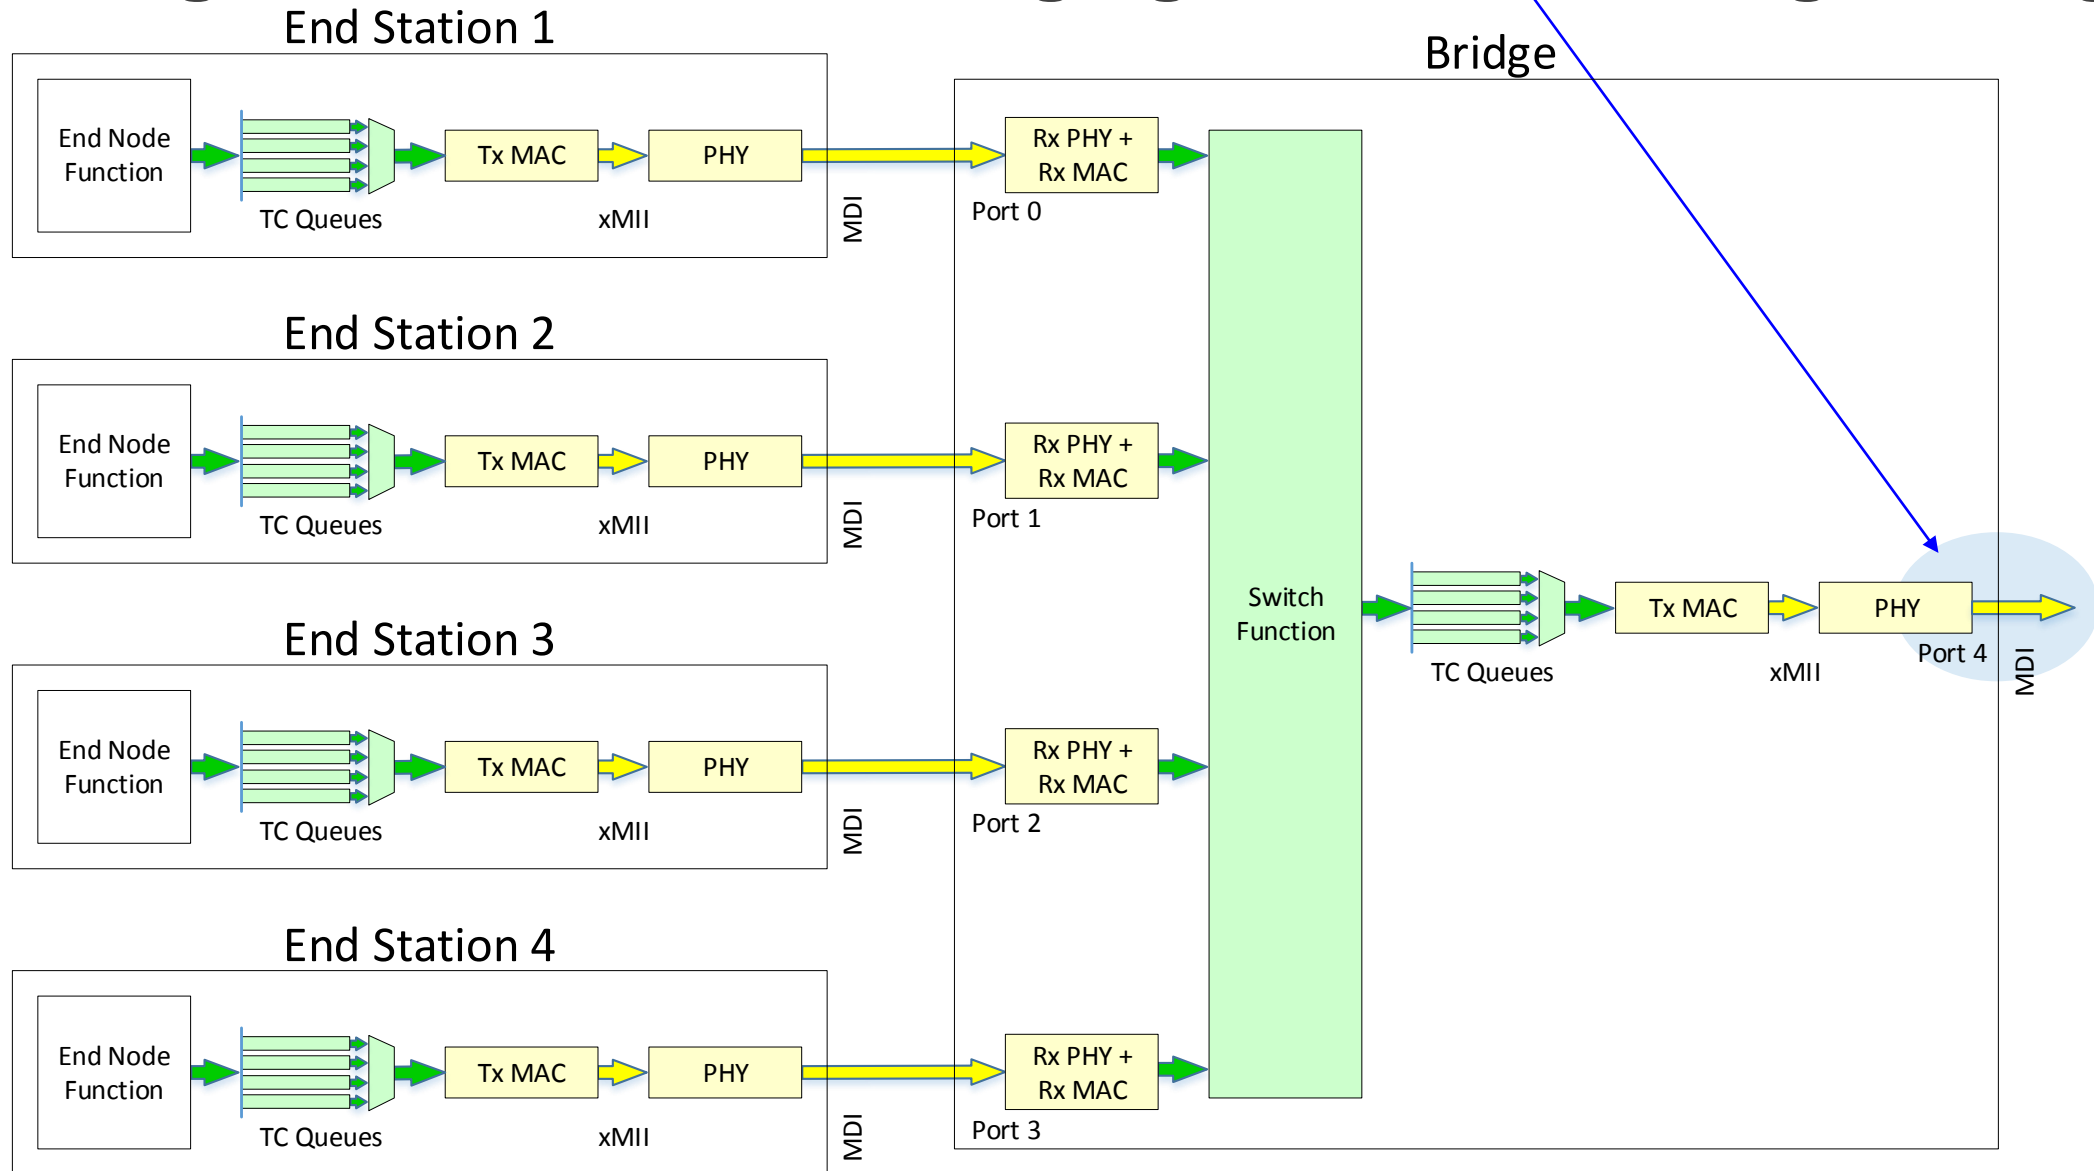 End Station 1
Bridge
End Node
Function
TC Queues
Tx MAC
xMII
PHY
MDI
Rx PHY +
Rx MAC
Port 0
End Station 2
End Node
Function
TC Queues
Tx MAC
xMII
PHY
MDI
Rx PHY +
Rx MAC
Port 1
Switch
Function
TC Queues
Tx MAC
xMII
PHY
Port 4
MDI
End Station 3
End Node
Function
TC Queues
Tx MAC
xMII
PHY
MDI
Rx PHY +
Rx MAC
Port 2
End Station 4
End Node
Function
TC Queues
Tx MAC
xMII
PHY
MDI
Rx PHY +
Rx MAC
Port 3